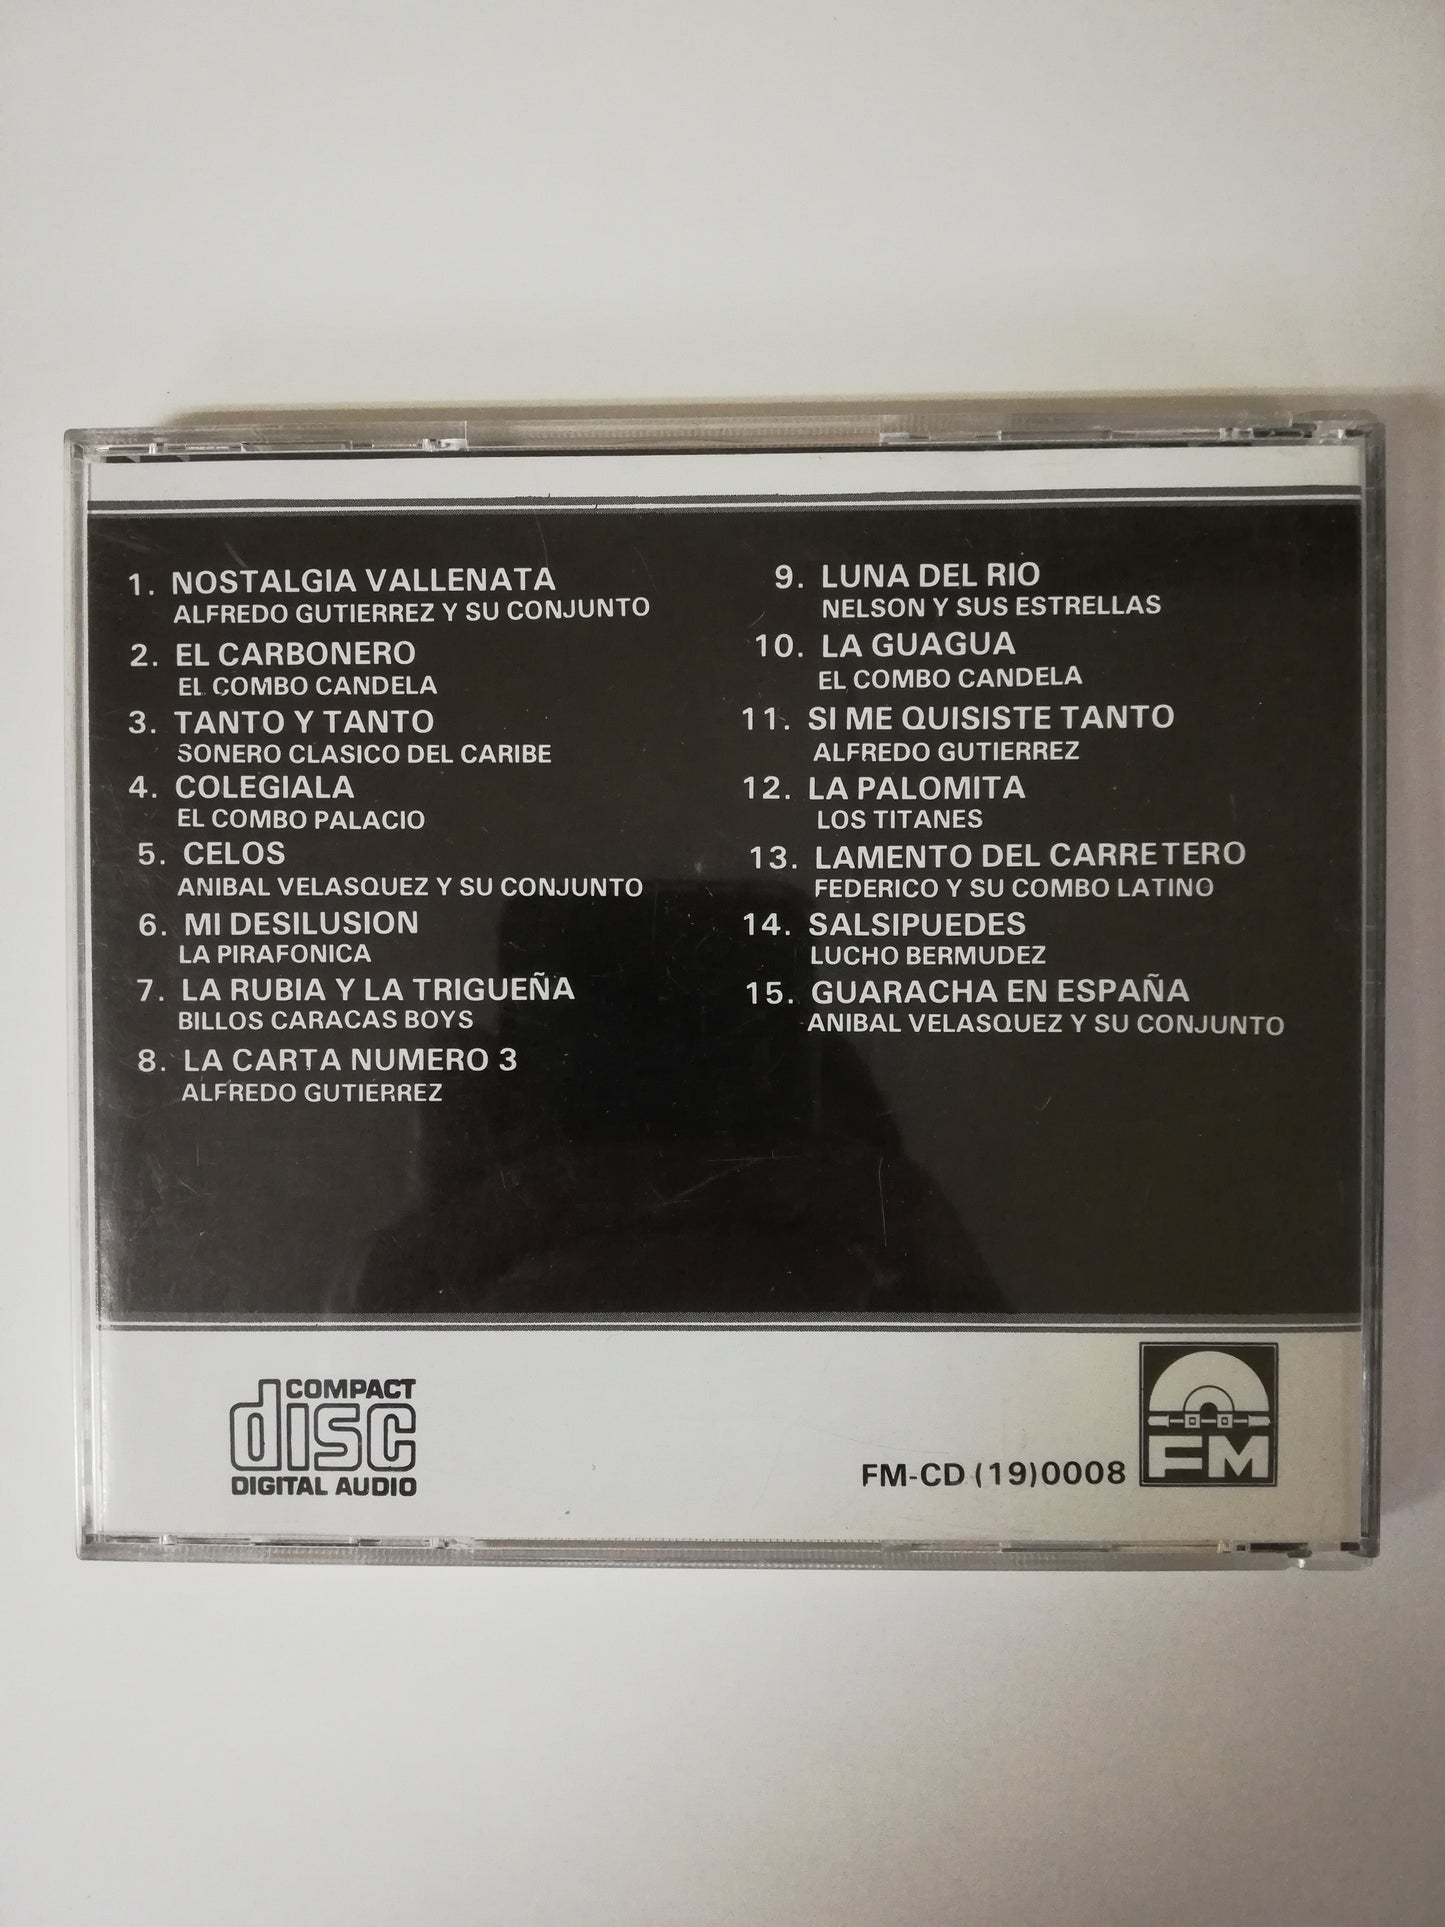 1. NOSTALGIA VALLENATA
ALFREDO GUTIERREZ Y SU CONJUNTO
2. EL CARBONERO
EL COMBO CANDELA
3. TANTO Y TANTO
SONERO CLASICO DEL CARIBE
4. COLEGIALA
EL COMBO PALACIO
5. CELOS
ANIBAL VELASQUEZ Y SU CONJUNTO
6. MI DESILUSION
LA PIRAFONICA
7. LA RUBIA Y LA TRIGUEÑA
BILLOS CARACAS BOYS
8. LA CARTA NUMERO 3
ALFREDO GUTIERREZ
9. LUNA DEL RIO
NELSON Y SUS ESTRELLAS
10. LA GUAGUA
EL COMBO CANDELA
11. SI ME QUISISTE TANTO
ALFREDO GUTIERREZ
12. LA PALOMITA
LOS TITANES
13. LAMENTO DEL CARRETERO
FEDERICO Y SU COMBO LATINO
14. SALSIPUEDES
LUCHO BERMUDEZ
15. GUARACHA EN ESPAÑA
ANIBAL VELASQUEZ Y SU CONJUNTO
COMPACT
disc
DIGITAL AUDIO
FM-CD (19)0008
FM